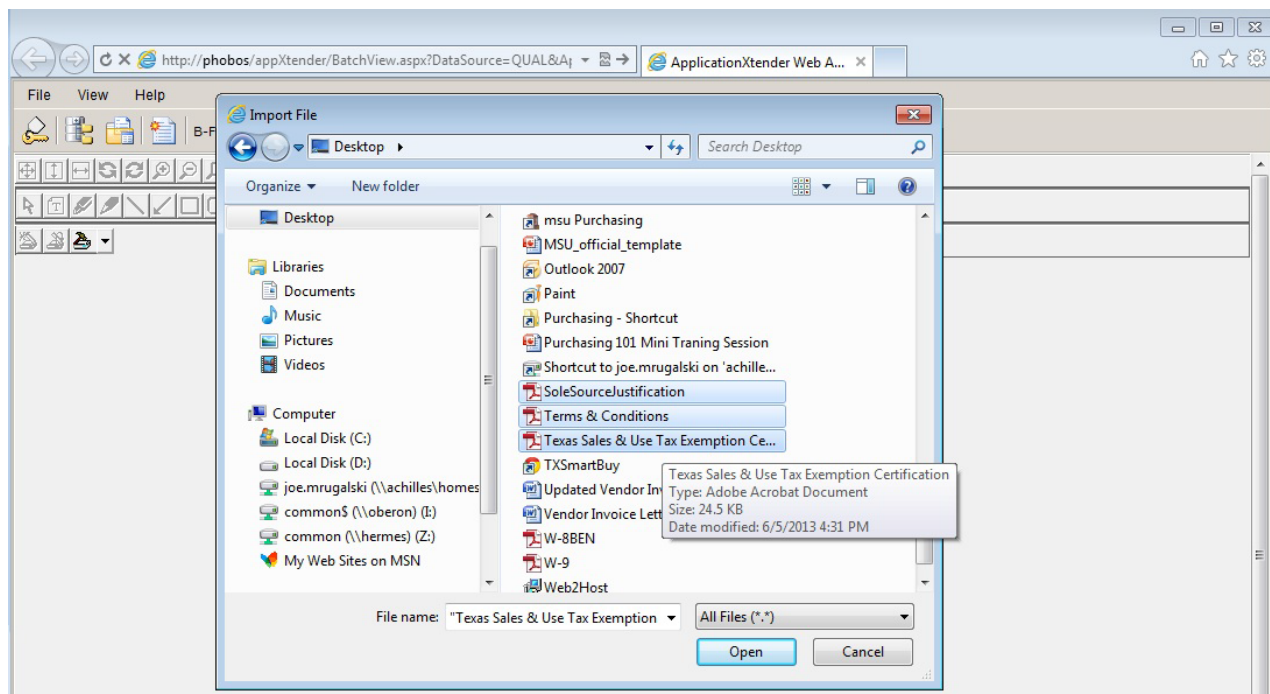 http://phobos/appXtender/BatchView.aspx?DataSource=QUAL&A
ApplicationXtender Web A...
File View Help
B-F
Import File
Desktop
Search Desktop
Organize New folder
Desktop
Libraries
Documents
Music
Pictures
Videos
Computer
Local Disk (C:)
Local Disk (D:)
joe.mrugalski (\\achilles\homes
common$ (\\oberon) (I:)
common (\\hermes) (Z:)
My Web Sites on MSN
msu Purchasing
MSU_official_template
Outlook 2007
Paint
Purchasing - Shortcut
Purchasing 101 Mini Traning Session
Shortcut to joe.mrugalski on 'achille...
SoleSourceJustification
Terms & Conditions
Texas Sales & Use Tax Exemption Ce...
TXSmartBuy
Updated Vendor In
Vendor Invoice Lett
W-8BEN
W-9
Web2Host
Texas Sales & Use Tax Exemption Certification
Type: Adobe Acrobat Document
Size: 24.5 KB
Date modified: 6/5/2013 4:31 PM
File name: "Texas Sales & Use Tax Exemption
All Files (*.*)
Open Cancel